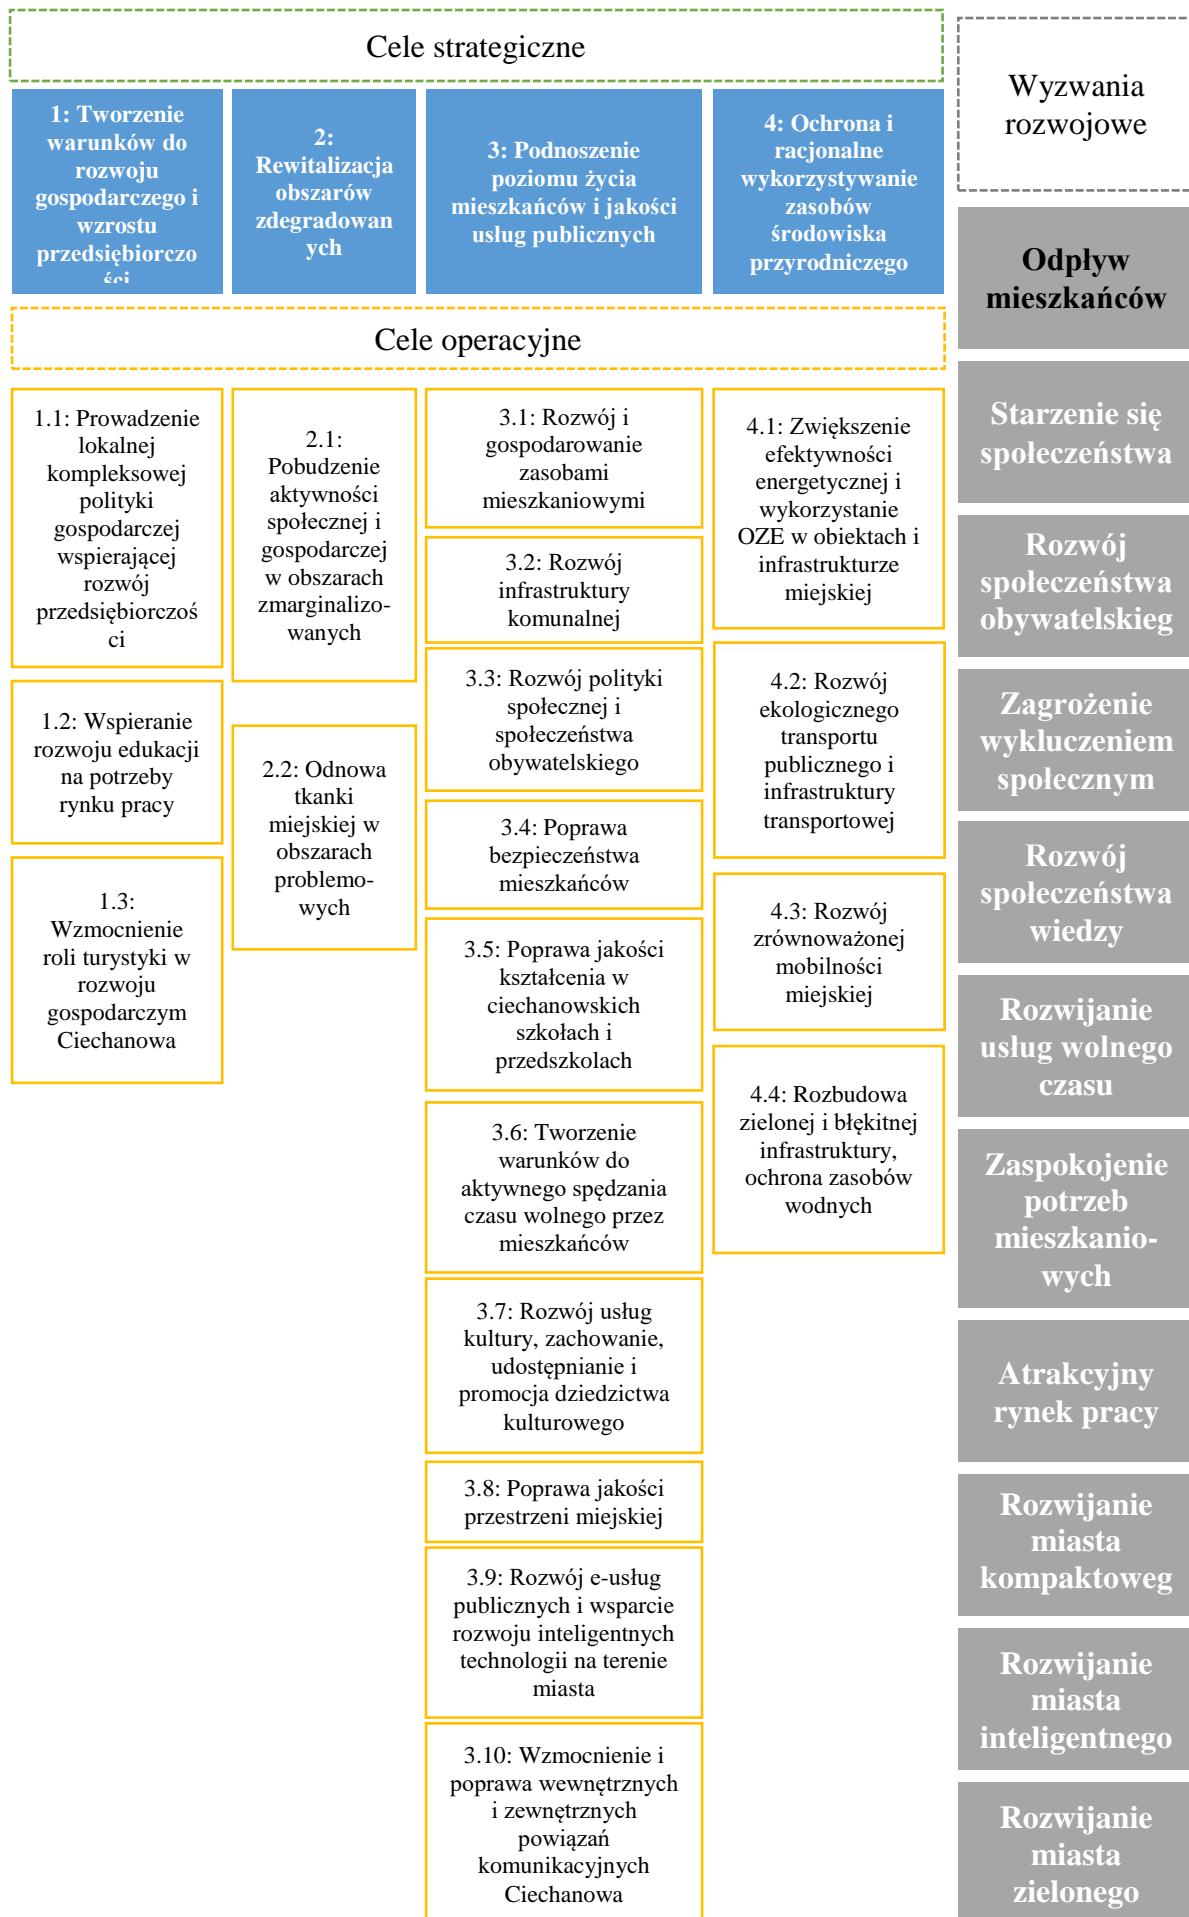 Cele strategiczne
1: Tworzenie
warunków do
rozwoju
gospodarczego i
wzrostu
przedsiębiorczo
ści
2:
Rewitalizacja
obszarów
zdegradowan
ych
3: Podnoszenie
poziomu życia
mieszkańców i jakości
usług publicznych
4: Ochrona i
racjonalne
wykorzystywanie
zasobów
środowiska
przyrodniczego
Cele operacyjne
1.1: Prowadzenie
lokalnej
kompleksowej
polityki
gospodarczej
wspierającej
rozwój
przedsiębiorczoś
ci
1.2: Wspieranie
rozwoju edukacji
na potrzeby
rynku pracy
1.3:
Wzmocnienie
roli turystyki w
rozwoju
gospodarczym
Ciechanowa
2.1:
Pobudzenie
aktywności
społecznej i
gospodarczej
w obszarach
zmarginalizo-
wanych
2.2: Odnowa
tkanki
miejskiej w
obszarach
problemo-
wych
3.1: Rozwój i
gospodarowanie
zasobami
mieszkaniowymi
3.2: Rozwój
infrastruktury
komunalnej
3.3: Rozwój polityki
społecznej i
społeczeństwa
obywatelskiego
3.4: Poprawa
bezpieczeństwa
mieszkańców
3.5: Poprawa jakości
kształcenia w
ciechanowskich
szkołach i
przedszkolach
3.6: Tworzenie
warunków do
aktywnego spędzania
czasu wolnego przez
mieszkańców
3.7: Rozwój usług
kultury, zachowanie,
udostępnianie i
promocja dziedzictwa
kulturowego
3.8: Poprawa jakości
przestrzeni miejskiej
3.9: Rozwój e-usług
publicznych i wsparcie
rozwoju inteligentnych
technologii na terenie
miasta
3.10: Wzmocnienie i
poprawa wewnętrznych
i zewnętrznych
powiązań
komunikacyjnych
Ciechanowa
4.1: Zwiększenie
efektywności
energetycznej i
wykorzystanie
OZE w obiektach i
infrastrukturze
miejskiej
4.2: Rozwój
ekologicznego
transportu
publicznego i
infrastruktury
transportowej
4.3: Rozwój
zrównoważonej
mobilności
miejskiej
4.4: Rozbudowa
zielonej i błękitnej
infrastruktury,
ochrona zasobów
wodnych
Wyzwania
rozwojowe
Odpływ
mieszkańców
Starzenie się
społeczeństwa
Rozwój
społeczeństwa
obywatelskieg
Zagrożenie
wykluczeniem
społecznym
Rozwój
społeczeństwa
wiedzy
Rozwijanie
usług wolnego
czasu
Zaspokojenie
potrzeb
mieszkanio-
wych
Atrakcyjny
rynek pracy
Rozwijanie
miasta
kompaktoweg
Rozwijanie
miasta
inteligentnego
Rozwijanie
miasta
zielonego